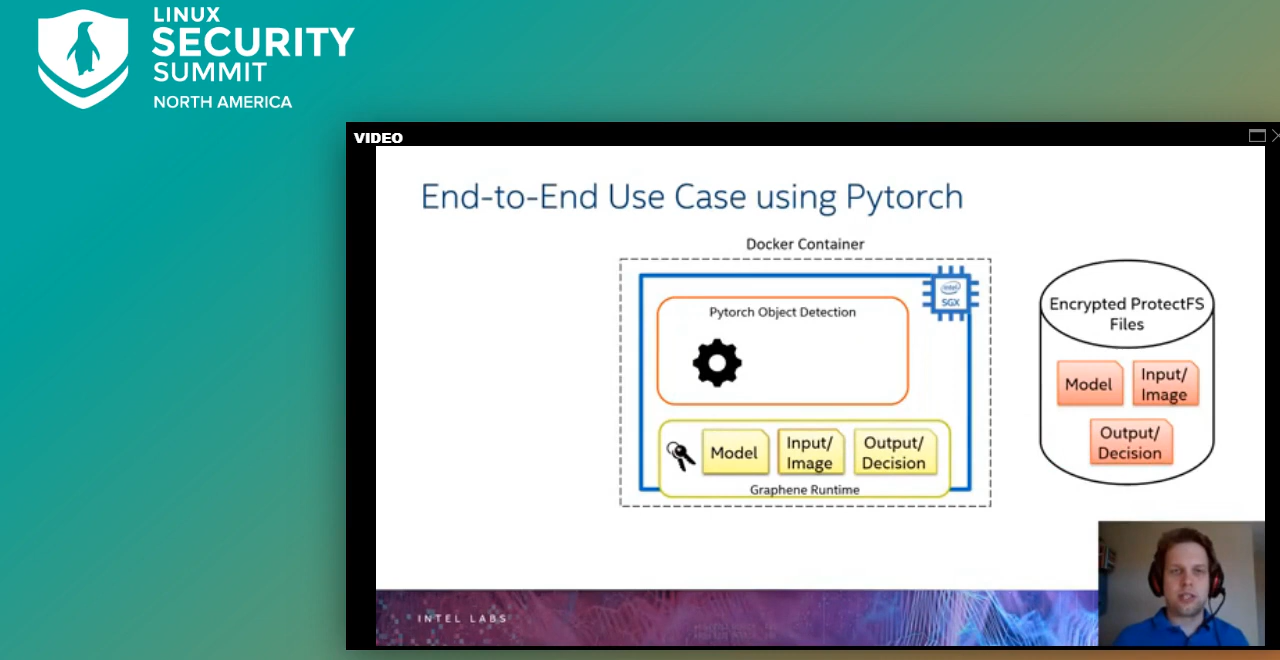 LINUX
SECURITY
SUMMIT
NORTH AMERICA
VIDEO
End-to-End Use Case using Pytorch
Docker Container
intel
SGX
Pytorch Object Detection
Model
Input/
Image
Output/
Decision
Graphene Runtime
Encrypted ProtectFS
Files
Model
Input/
Image
Output/
Decision
INTEL LABS